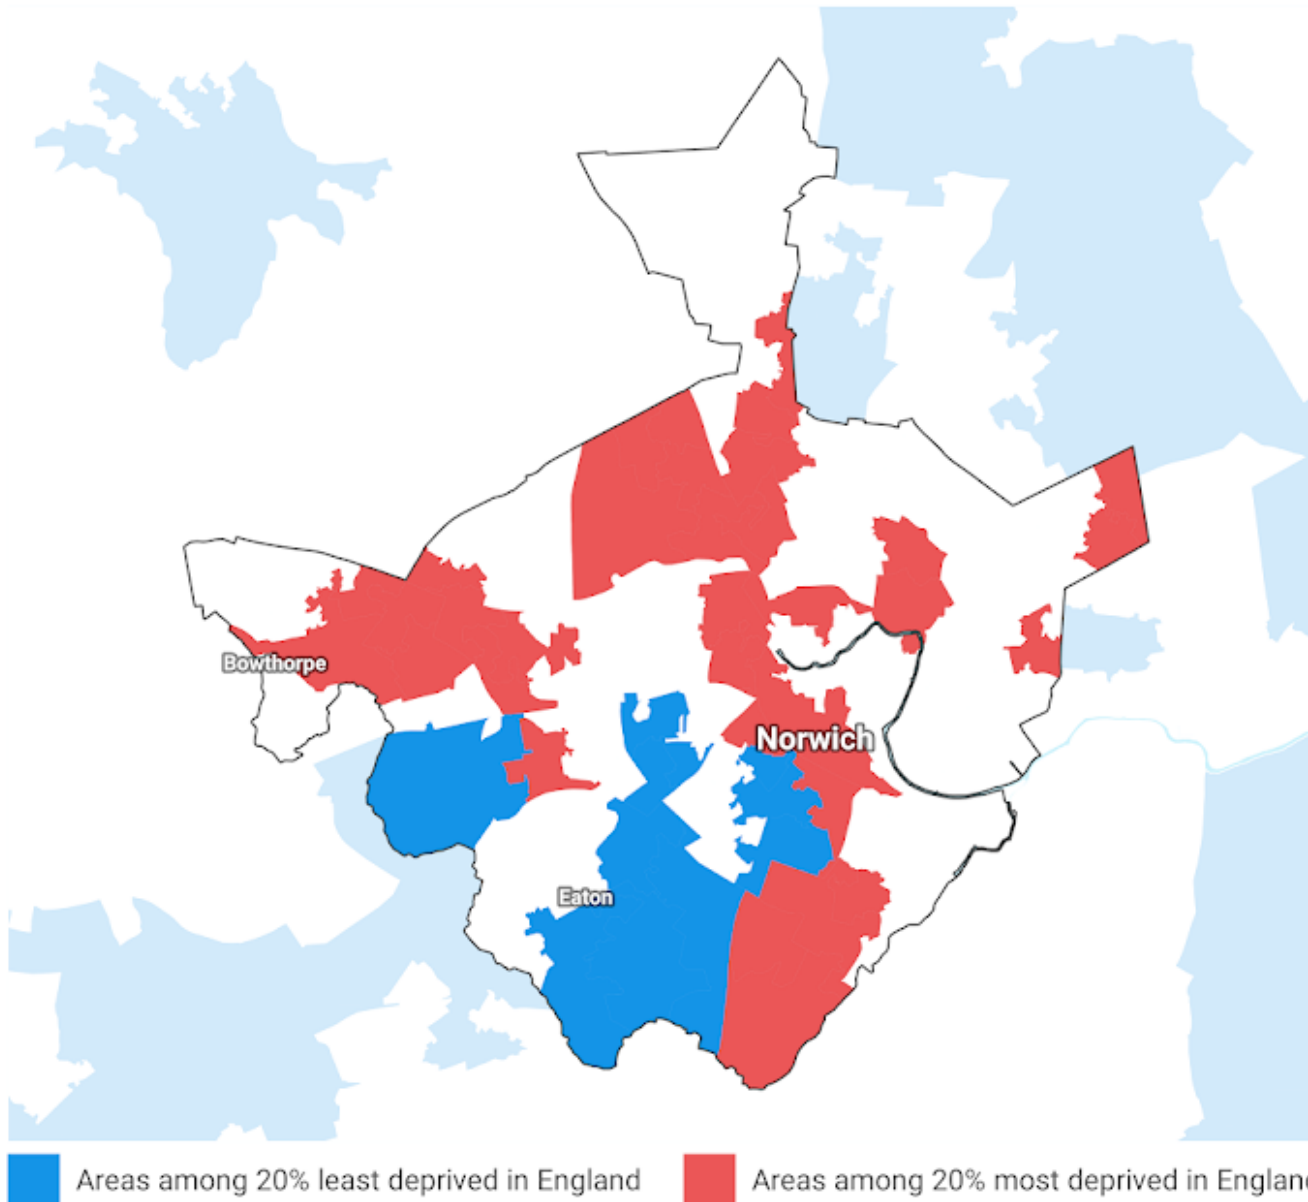 Bowthorpe
Norwich
Eaton
Areas among 20% least deprived in England
Areas among 20% most deprived in Englan